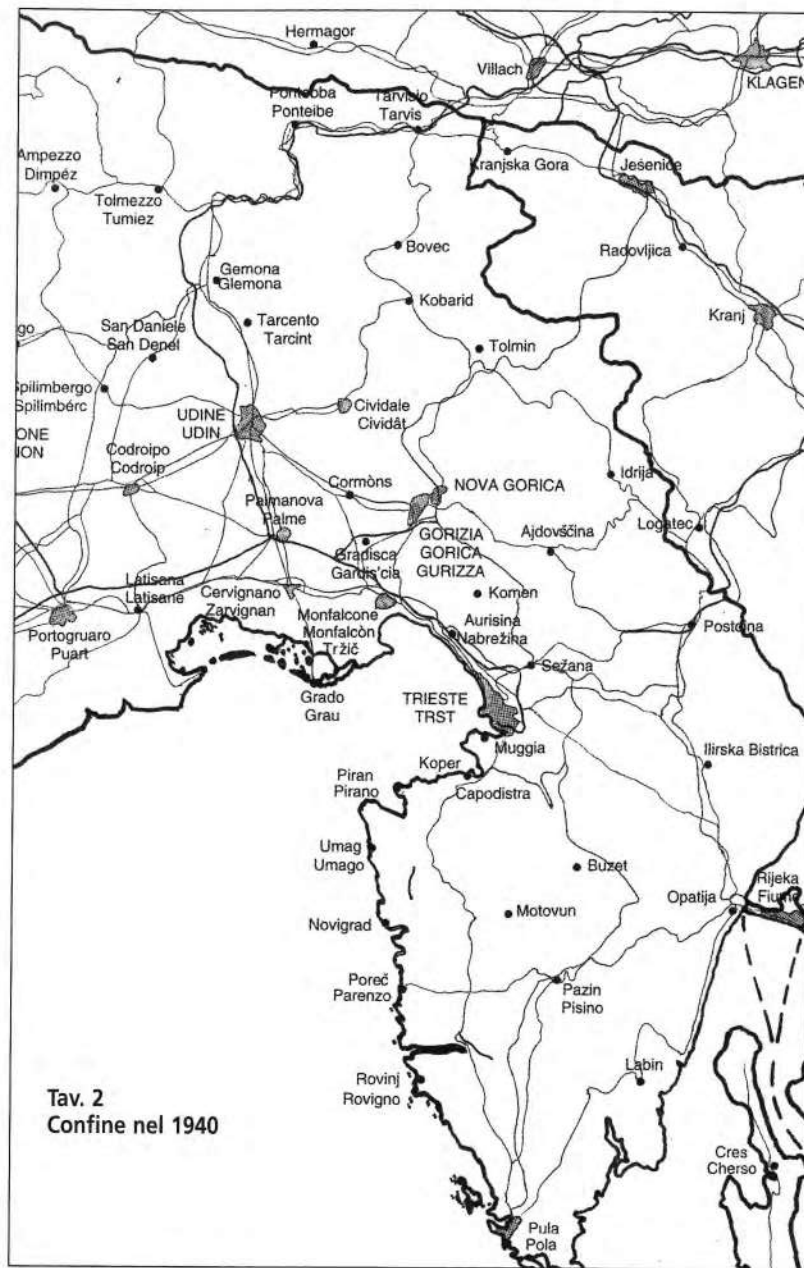 Hermagor
Villach
KLAGEN
Pontebba
Ponteibe
Tarvisio
Tarvis
Ampezzo
Dimpéz
Kranjska Gora
Jesenice
Tolmezzo
Tumiez
Bovec
Radovljica
Gemona
Glemona
Kobarid
Kranj
Tarcento
Tarcint
San Daniele
San Denel
go
Tolmin
Spilimbergo
Spilimbérc
UDINE
UDIN
Cividale
Cividât
ONE
NON
Codroipo
Codroip
Cormòns
NOVA GORICA
Idrija
Palmanova
Palme
GORIZIA
GORICA
GURIZZA
Ajdovščina
Logatec
Gradisca
Gardis'cia
Latisana
Latisane
Cervignano
Zarvignan
Komen
Monfalcone
Monfalcòn
Tržič
Aurisina
Nabrežina
Postojna
Portogruaro
Puart
Sežana
Grado
Grau
TRIESTE
TRST
Muggia
Ilirska Bistrica
Koper
Capodistra
Piran
Pirano
Umag
Umago
Buzet
Rijeka
Fiume
Opatija
Motovun
Novigrad
Poreč
Parenzo
Pazin
Pisino
Labin
Rovinj
Rovigno
Tav. 2
Confine nel 1940
Cres
Cherso
Pula
Pola